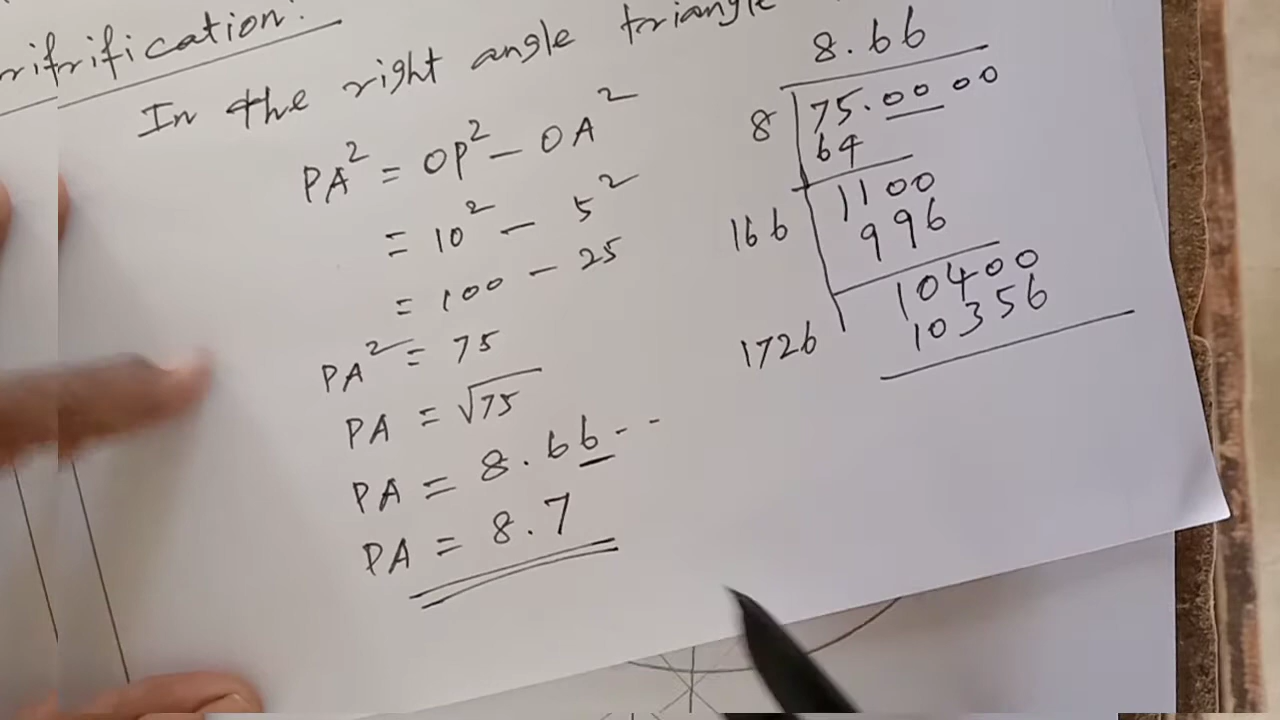 rifrification:
In the right angle triangle
PA² = OP² - OA²
= 10² - 5²
= 100 - 25
PA² = 75
PA = √75
PA = 8.66--
PA = 8.7
8.66
8 75.00 00
64
166 1100
996
1726 10400
10356